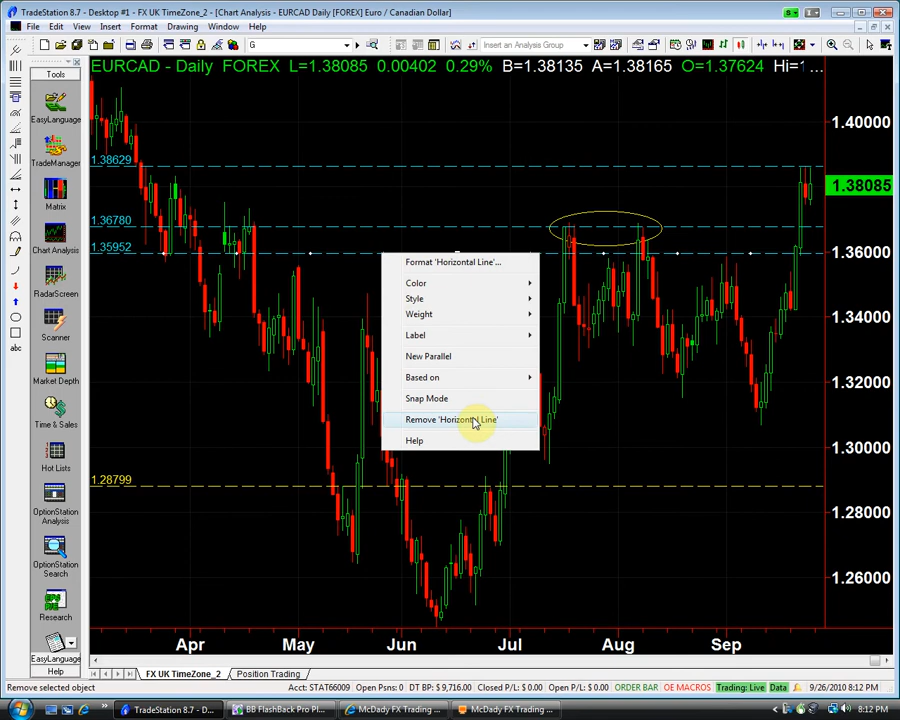 TradeStation 8.7 - Desktop #1 - FX UK TimeZone_2 - [Chart Analysis - EURCAD Daily [FOREX] Euro / Canadian Dollar]
File Edit View Insert Format Drawing Window Help
G
Insert an Analysis Group
Tools
EURCAD - Daily FOREX L=1.38085 0.00402 0.29% B=1.38135 A=1.38165 O=1.37624 Hi=1 ...
EasyLanguage
TradeManager
Matrix
Chart Analysis
RadarScreen
Scanner
Market Depth
Time & Sales
Hot Lists
OptionStation
Analysis
OptionStation
Search
Research
EasyLanguage
Help
abc
1.38629
1.36780
1.35952
1.28799
Format 'Horizontal Line'...
Color
Style
Weight
Label
New Parallel
Based on
Snap Mode
Remove 'Horizontal Line'
Help
1.40000
1.38085
1.36000
1.34000
1.32000
1.30000
1.28000
1.26000
Apr May Jun Jul Aug Sep
FX UK TimeZone_2 Position Trading
Remove selected object
Acct: STAT66009 Open Psns: 0 DT BP: $9,716.00 Closed P/L: $ 0.00 Open P/L: $ 0.00 ORDER BAR OE MACROS Trading: Live Data 9/26/2010 8:12 PM
TradeStation 8.7 - D... BB FlashBack Pro Pl... McDady FX Trading ... McDady FX Trading ... 8:12 PM